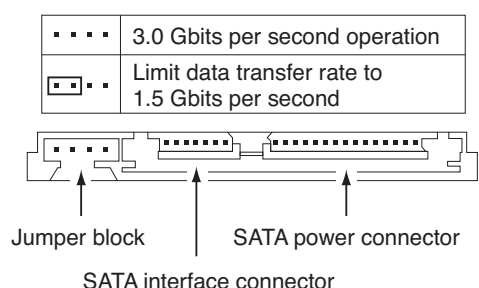 3.0 Gbits per second operation
Limit data transfer rate to
1.5 Gbits per second
Jumper block
SATA power connector
SATA interface connector